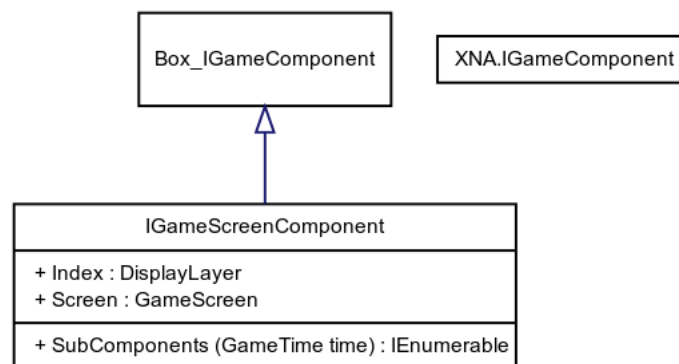 Box_IGameComponent
XNA.IGameComponent
IGameScreenComponent
+ Index : DisplayLayer
+ Screen : GameScreen
+ SubComponents (GameTime time) : IEnumerable